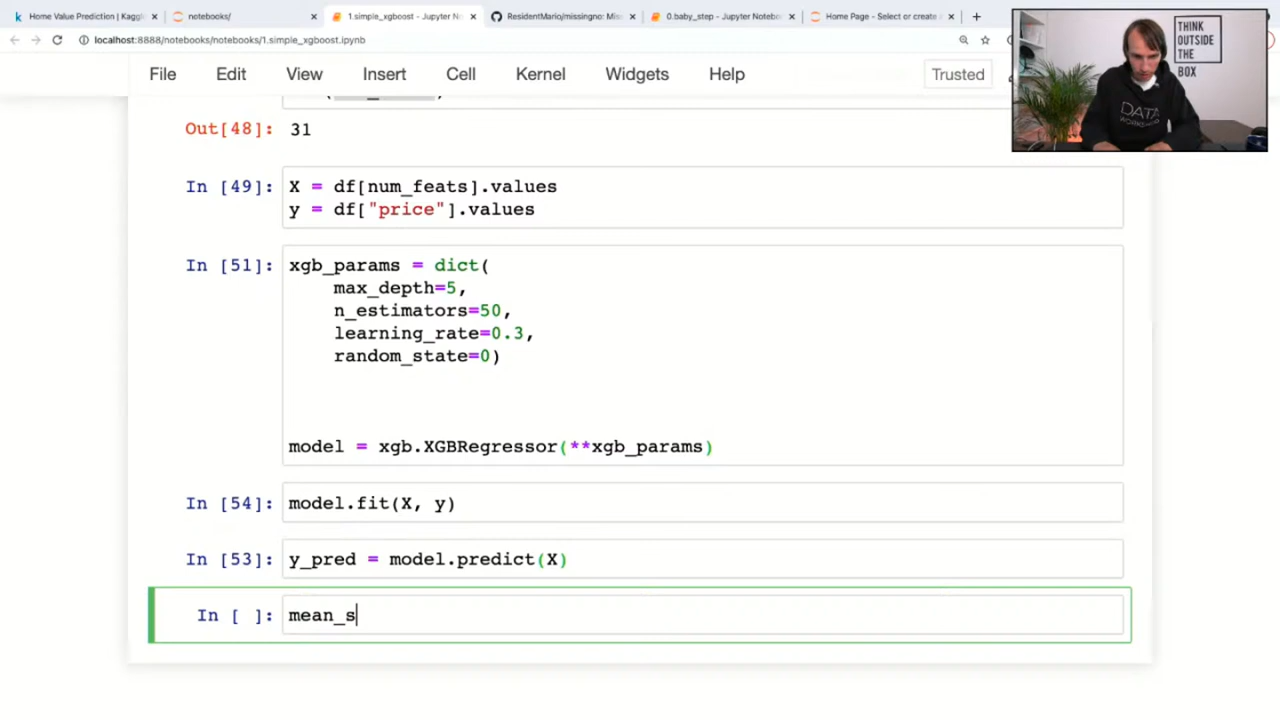 Home Value Prediction | Kaggl
notebooks/
1.simple_xgboost - Jupyter No
ResidentMario/missingno: Mis
0.baby_step - Jupyter Notebo
Home Page - Select or create
localhost:8888/notebooks/notebooks/1.simple_xgboost.ipynb
File Edit View Insert Cell Kernel Widgets Help Trusted
THINK
OUTSIDE
THE
BOX
DATA
Out[48]: 31
In [49]: X = df[num_feats].values
y = df["price"].values
In [51]: xgb_params = dict(
max_depth=5,
n_estimators=50,
learning_rate=0.3,
random_state=0)
model = xgb.XGBRegressor(**xgb_params)
In [54]: model.fit(X, y)
In [53]: y_pred = model.predict(X)
In [ ]: mean_s